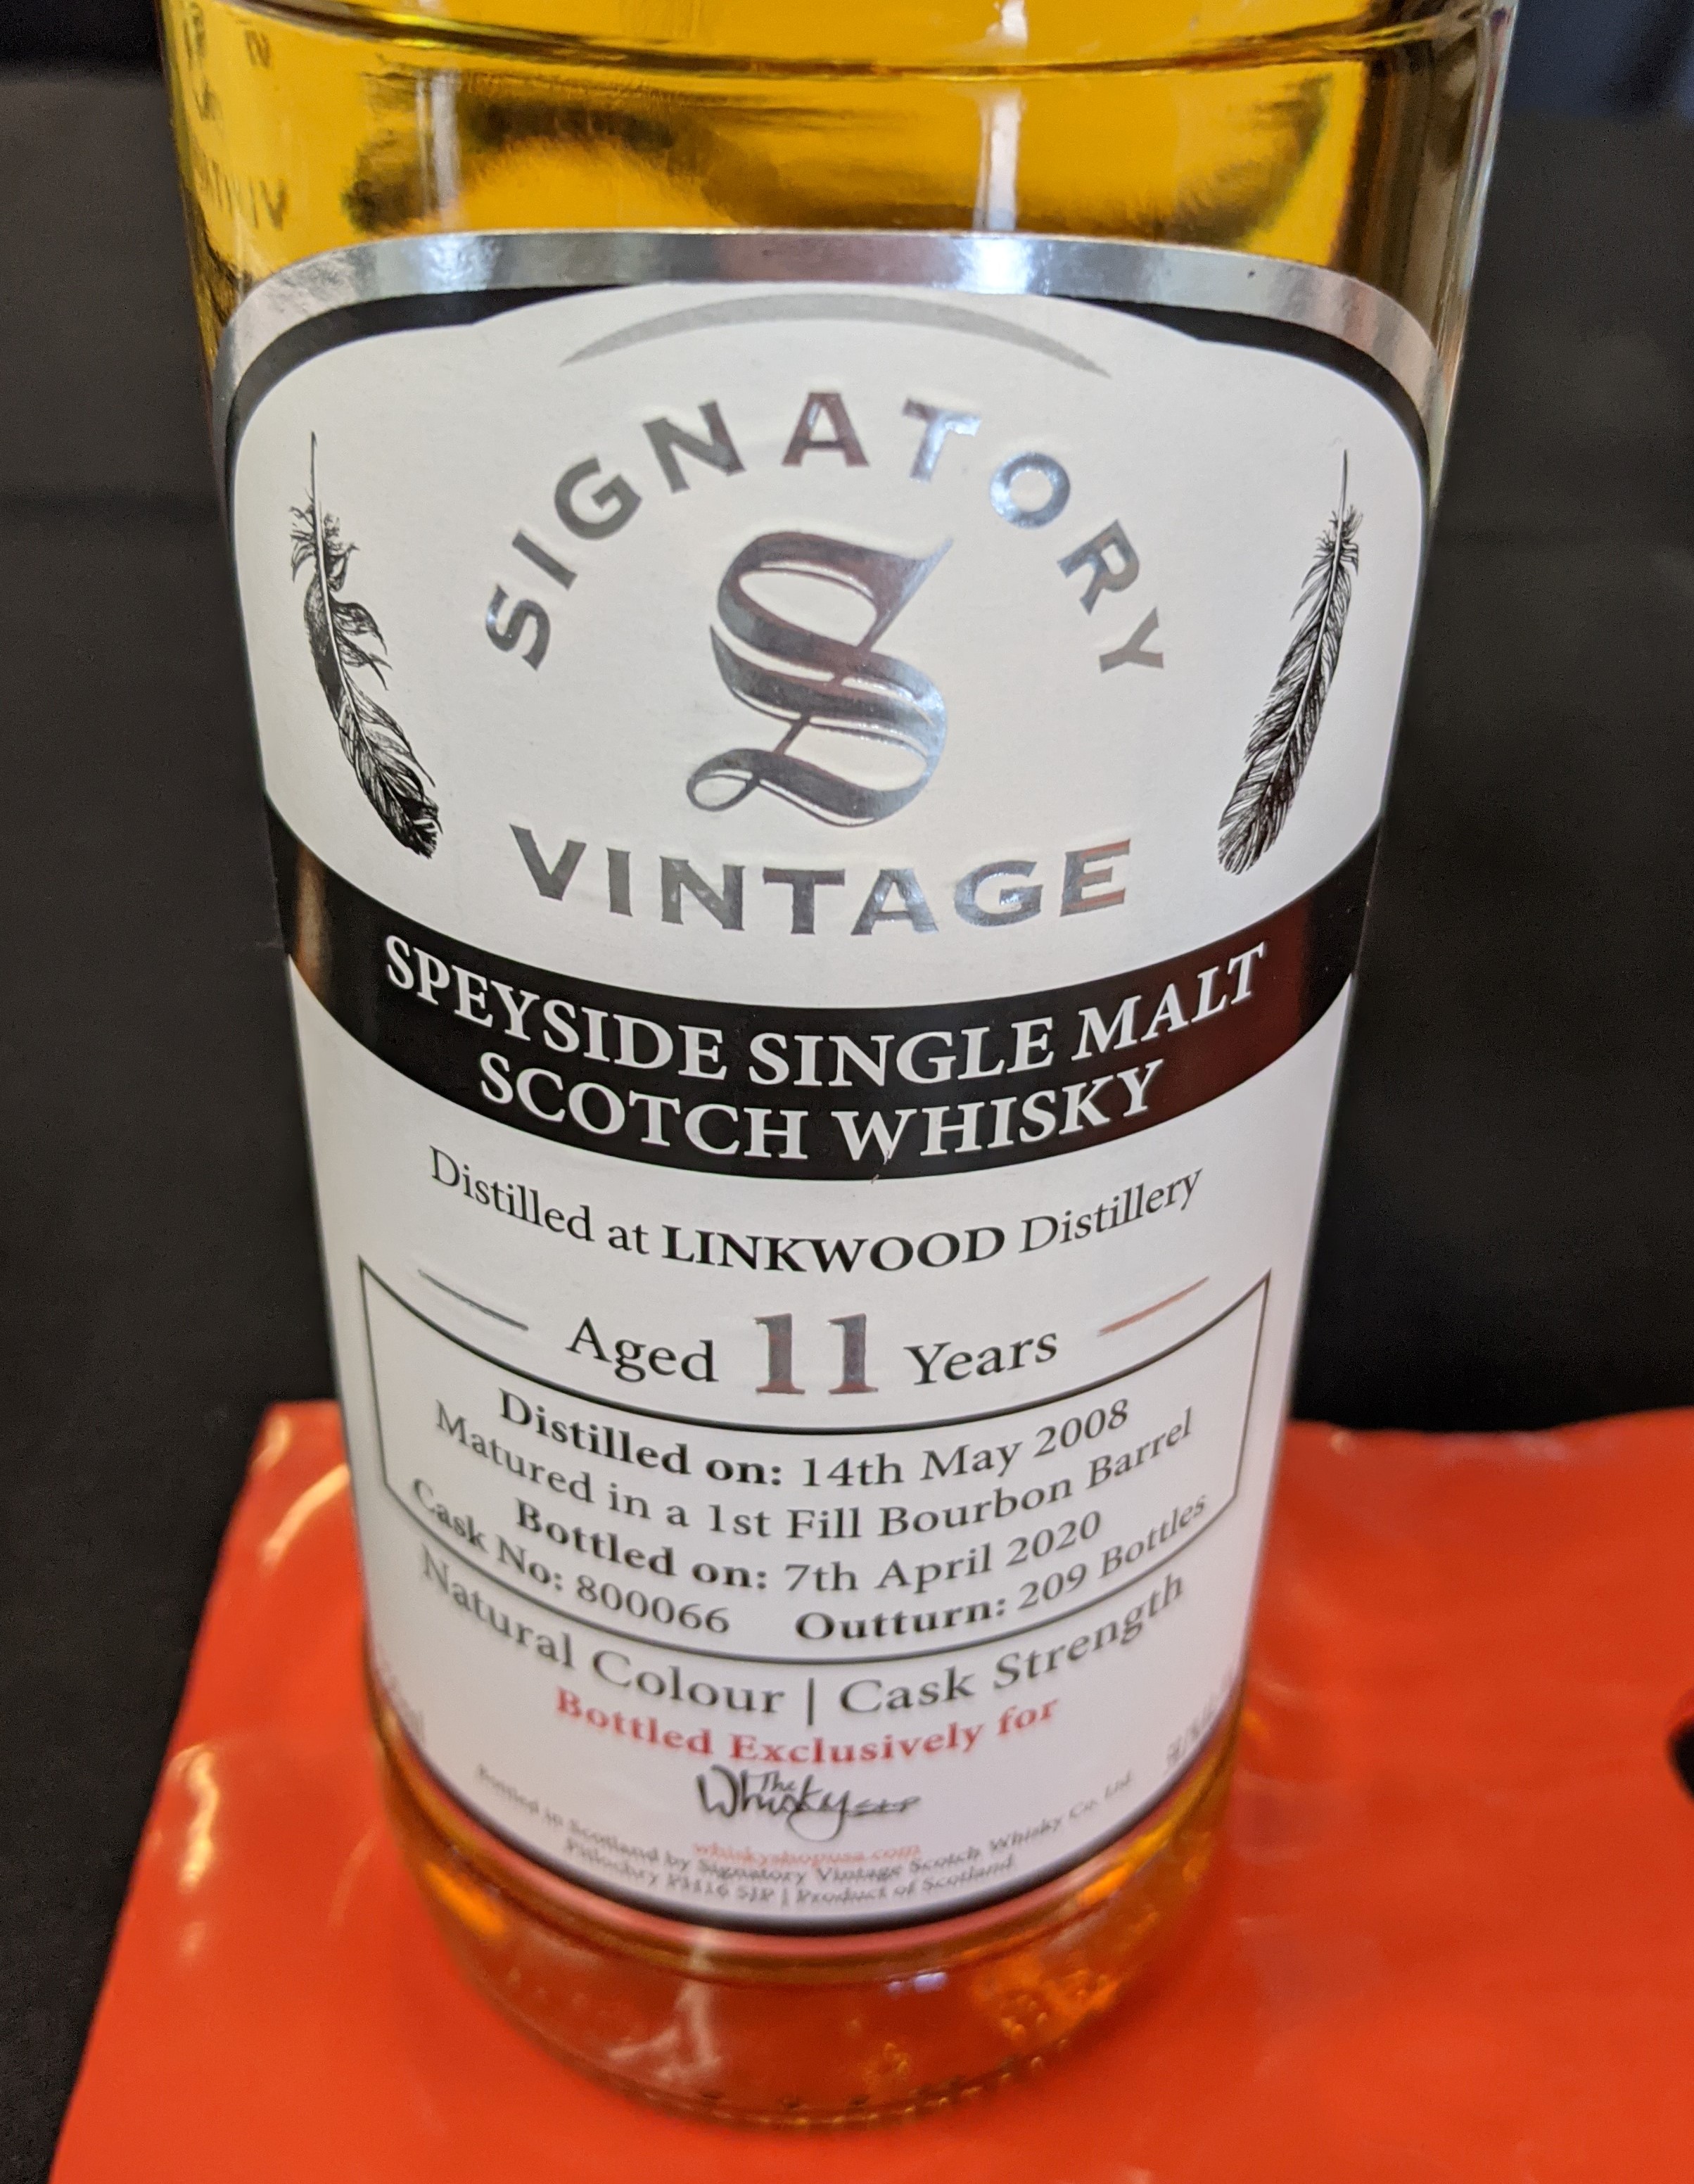 SIGNATORY
S
VINTAGE
SPEYSIDE SINGLE MALT
SCOTCH WHISKY
Distilled at LINKWOOD Distillery
Aged 11 Years
Distilled on: 14th May 2008
Matured in a 1st Fill Bourbon Barrel
Bottled on: 7th April 2020
Cask No: 800066 Outturn: 209 Bottles
Natural Colour | Cask Strength
Bottled Exclusively for
The
Whisky
whiskyshopusa.com
Bottled in Scotland by Signatory Vintage Scotch Whisky Co. Ltd.
Pitlochry PH16 5JP | Product of Scotland